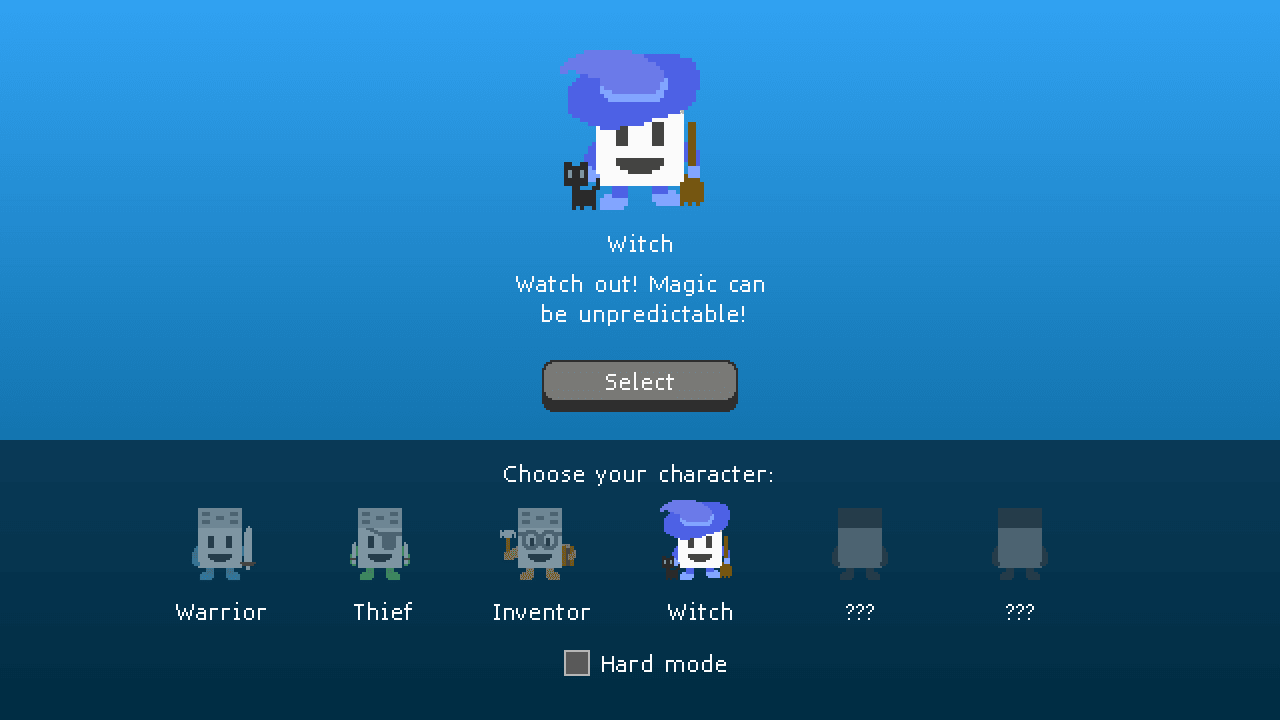 Witch
Watch out! Magic can
be unpredictable!
Select
Choose your character:
Warrior Thief Inventor Witch ??? ???
Hard mode